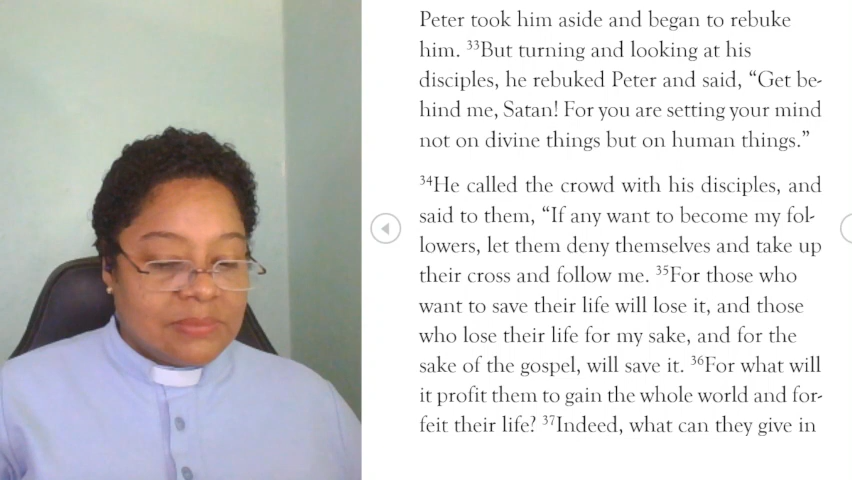 Peter took him aside and began to rebuke
him. ³³But turning and looking at his
disciples, he rebuked Peter and said, “Get be-
hind me, Satan! For you are setting your mind
not on divine things but on human things.”
³⁴He called the crowd with his disciples, and
said to them, “If any want to become my fol-
lowers, let them deny themselves and take up
their cross and follow me. ³⁵For those who
want to save their life will lose it, and those
who lose their life for my sake, and for the
sake of the gospel, will save it. ³⁶For what will
it profit them to gain the whole world and for-
feit their life? ³⁷Indeed, what can they give in